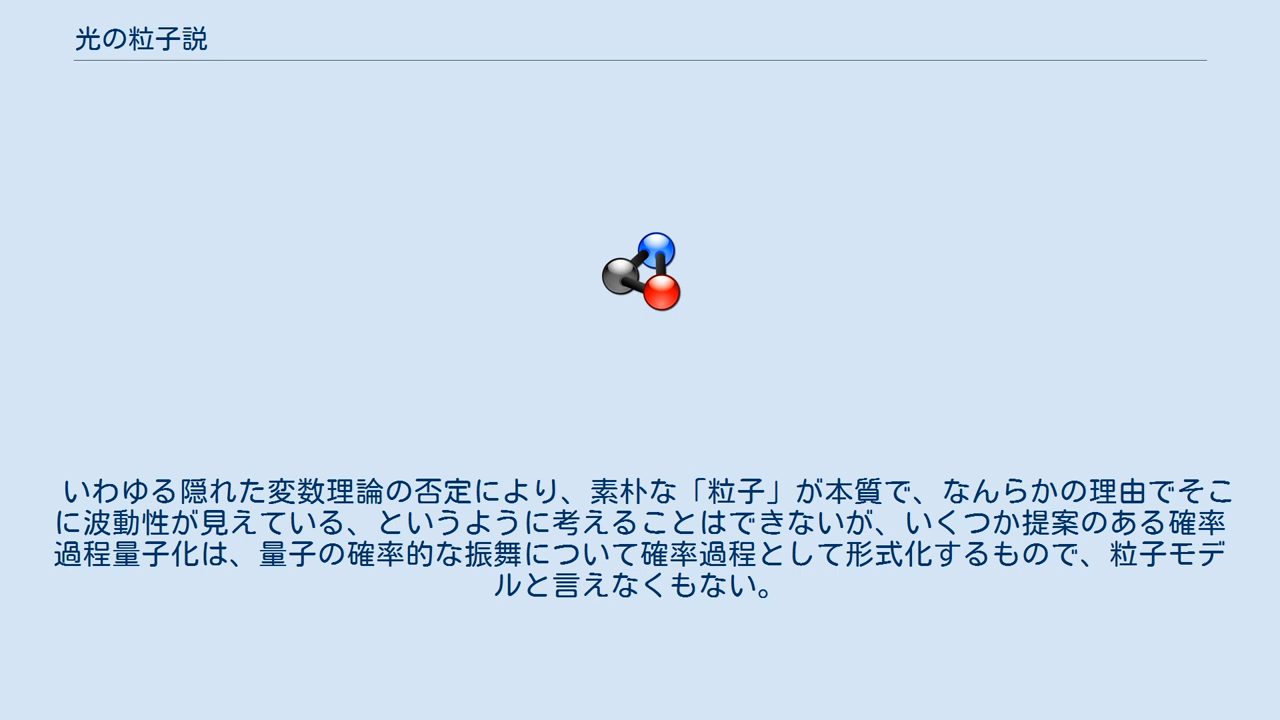 光の粒子説
いわゆる隠れた変数理論の否定により、素朴な「粒子」が本質で、なんらかの理由でそこ
に波動性が見えている、というように考えることはできないが、いくつか提案のある確率
過程量子化は、量子の確率的な振舞について確率過程として形式化するもので、粒子モデ
ルと言えなくもない。